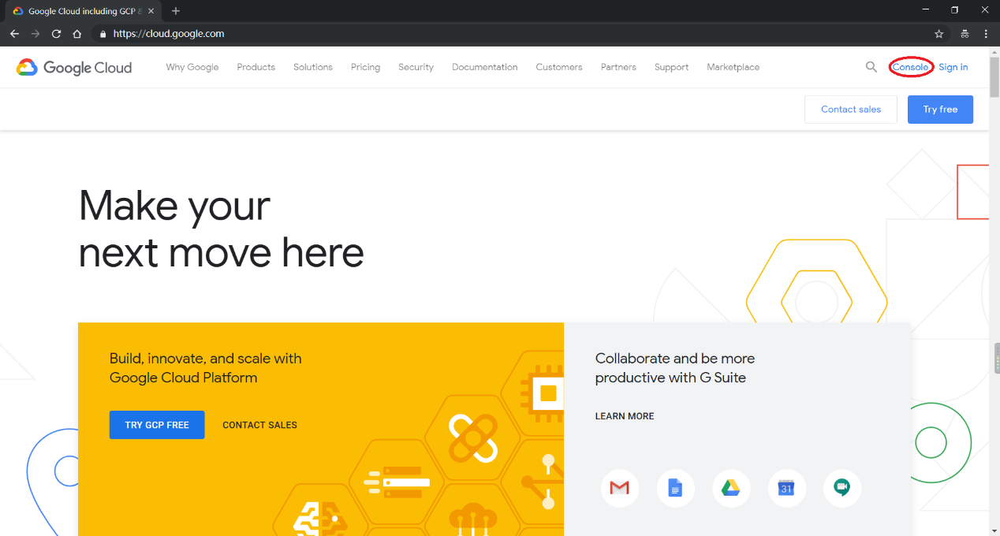 Google Cloud including GCP &
https://cloud.google.com
Google Cloud
Why Google Products Solutions Pricing Security Documentation Customers Partners Support Marketplace Console Sign in
Contact sales Try free
Make your
next move here
Build, innovate, and scale with
Google Cloud Platform
TRY GCP FREE CONTACT SALES
Collaborate and be more
productive with G Suite
LEARN MORE
31